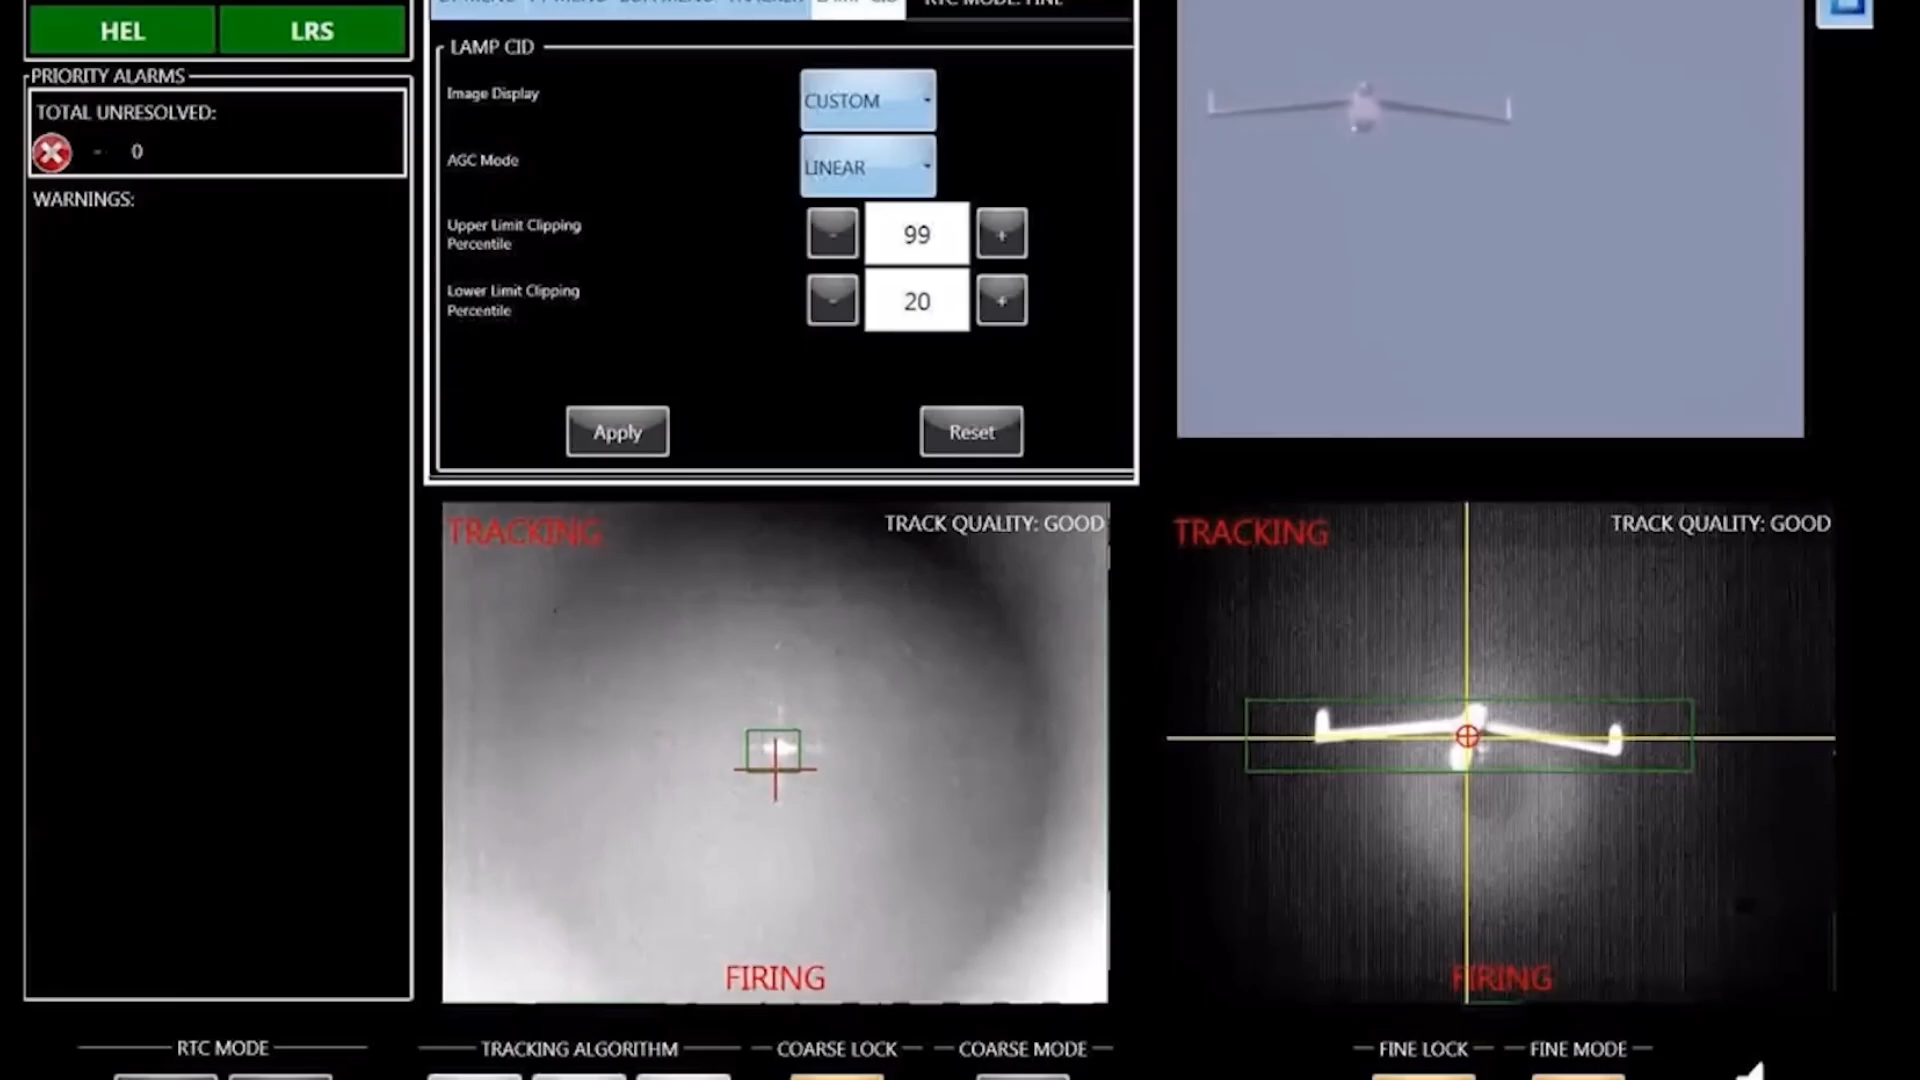 HEL
LRS
PRIORITY ALARMS
TOTAL UNRESOLVED:
- 0
WARNINGS:
LAMP CID
Image Display
CUSTOM
AGC Mode
LINEAR
Upper Limit Clipping
Percentile
-
99
+
Lower Limit Clipping
Percentile
-
20
+
Apply
Reset
TRACKING
TRACK QUALITY: GOOD
FIRING
TRACKING
TRACK QUALITY: GOOD
FIRING
RTC MODE
TRACKING ALGORITHM
COARSE LOCK
COARSE MODE
FINE LOCK
FINE MODE